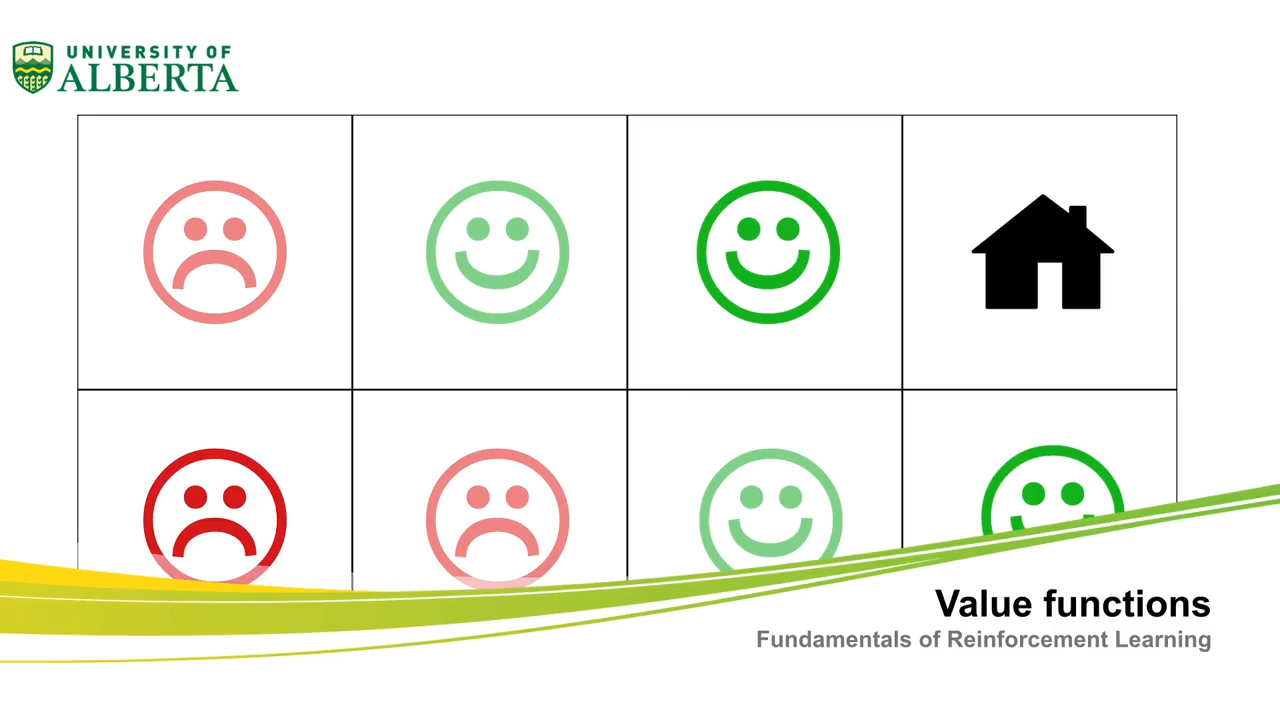 UNIVERSITY OF
ALBERTA
Value functions
Fundamentals of Reinforcement Learning